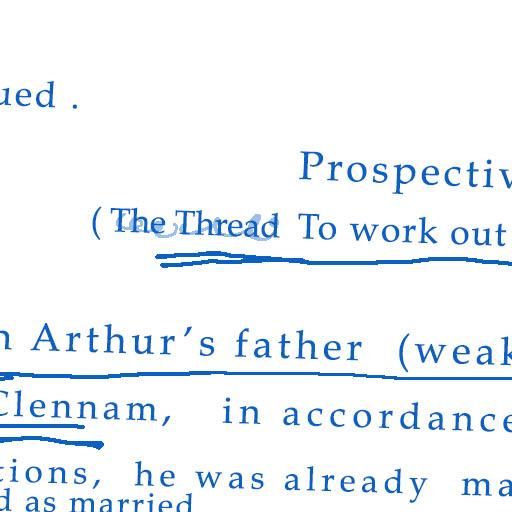 ued .
Prospectiv
( The Thread To work out
n Arthur’s father (weak
Clennam, in accordance
tions, he was already ma
d as married